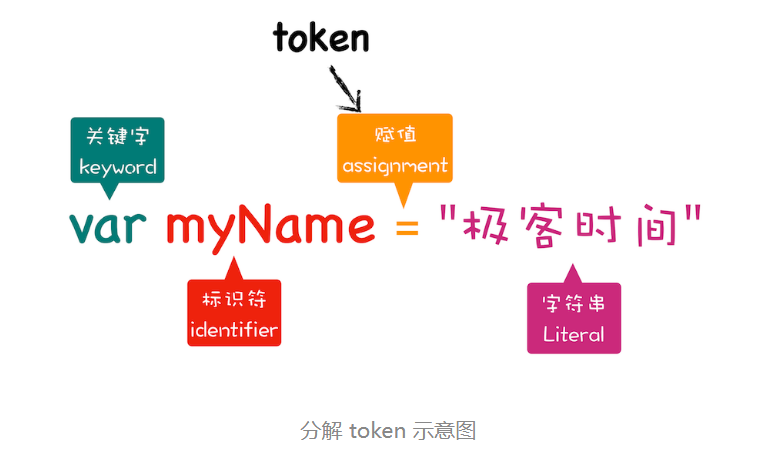 token
关键字
keyword
赋值
assignment
var myName = "极客时间"
标识符
identifier
字符串
Literal
分解 token 示意图